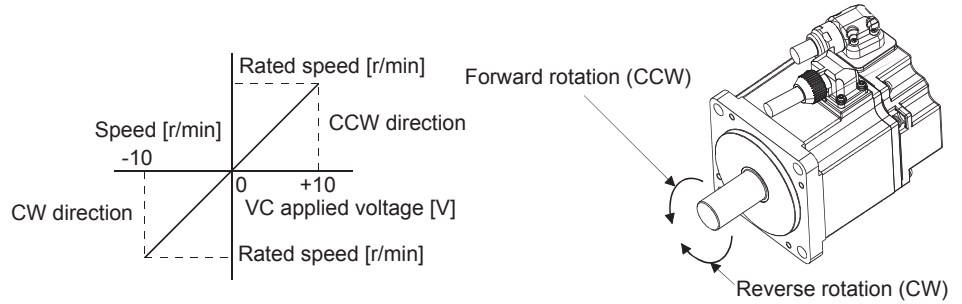 Rated speed [r/min]
Speed [r/min]
CCW direction
-10
0
+10
CW direction
VC applied voltage [V]
Rated speed [r/min]
Forward rotation (CCW)
Reverse rotation (CW)